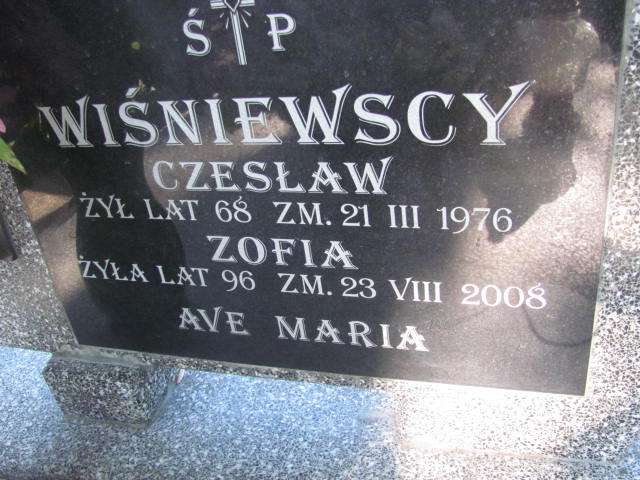 Ś P
WIŚNIEWSCY
CZESŁAW
ŻYŁ LAT 68 ZM. 21 III 1976
ZOFIA
ŻYŁA LAT 96 ZM. 23 VIII 2008
AVE MARIA